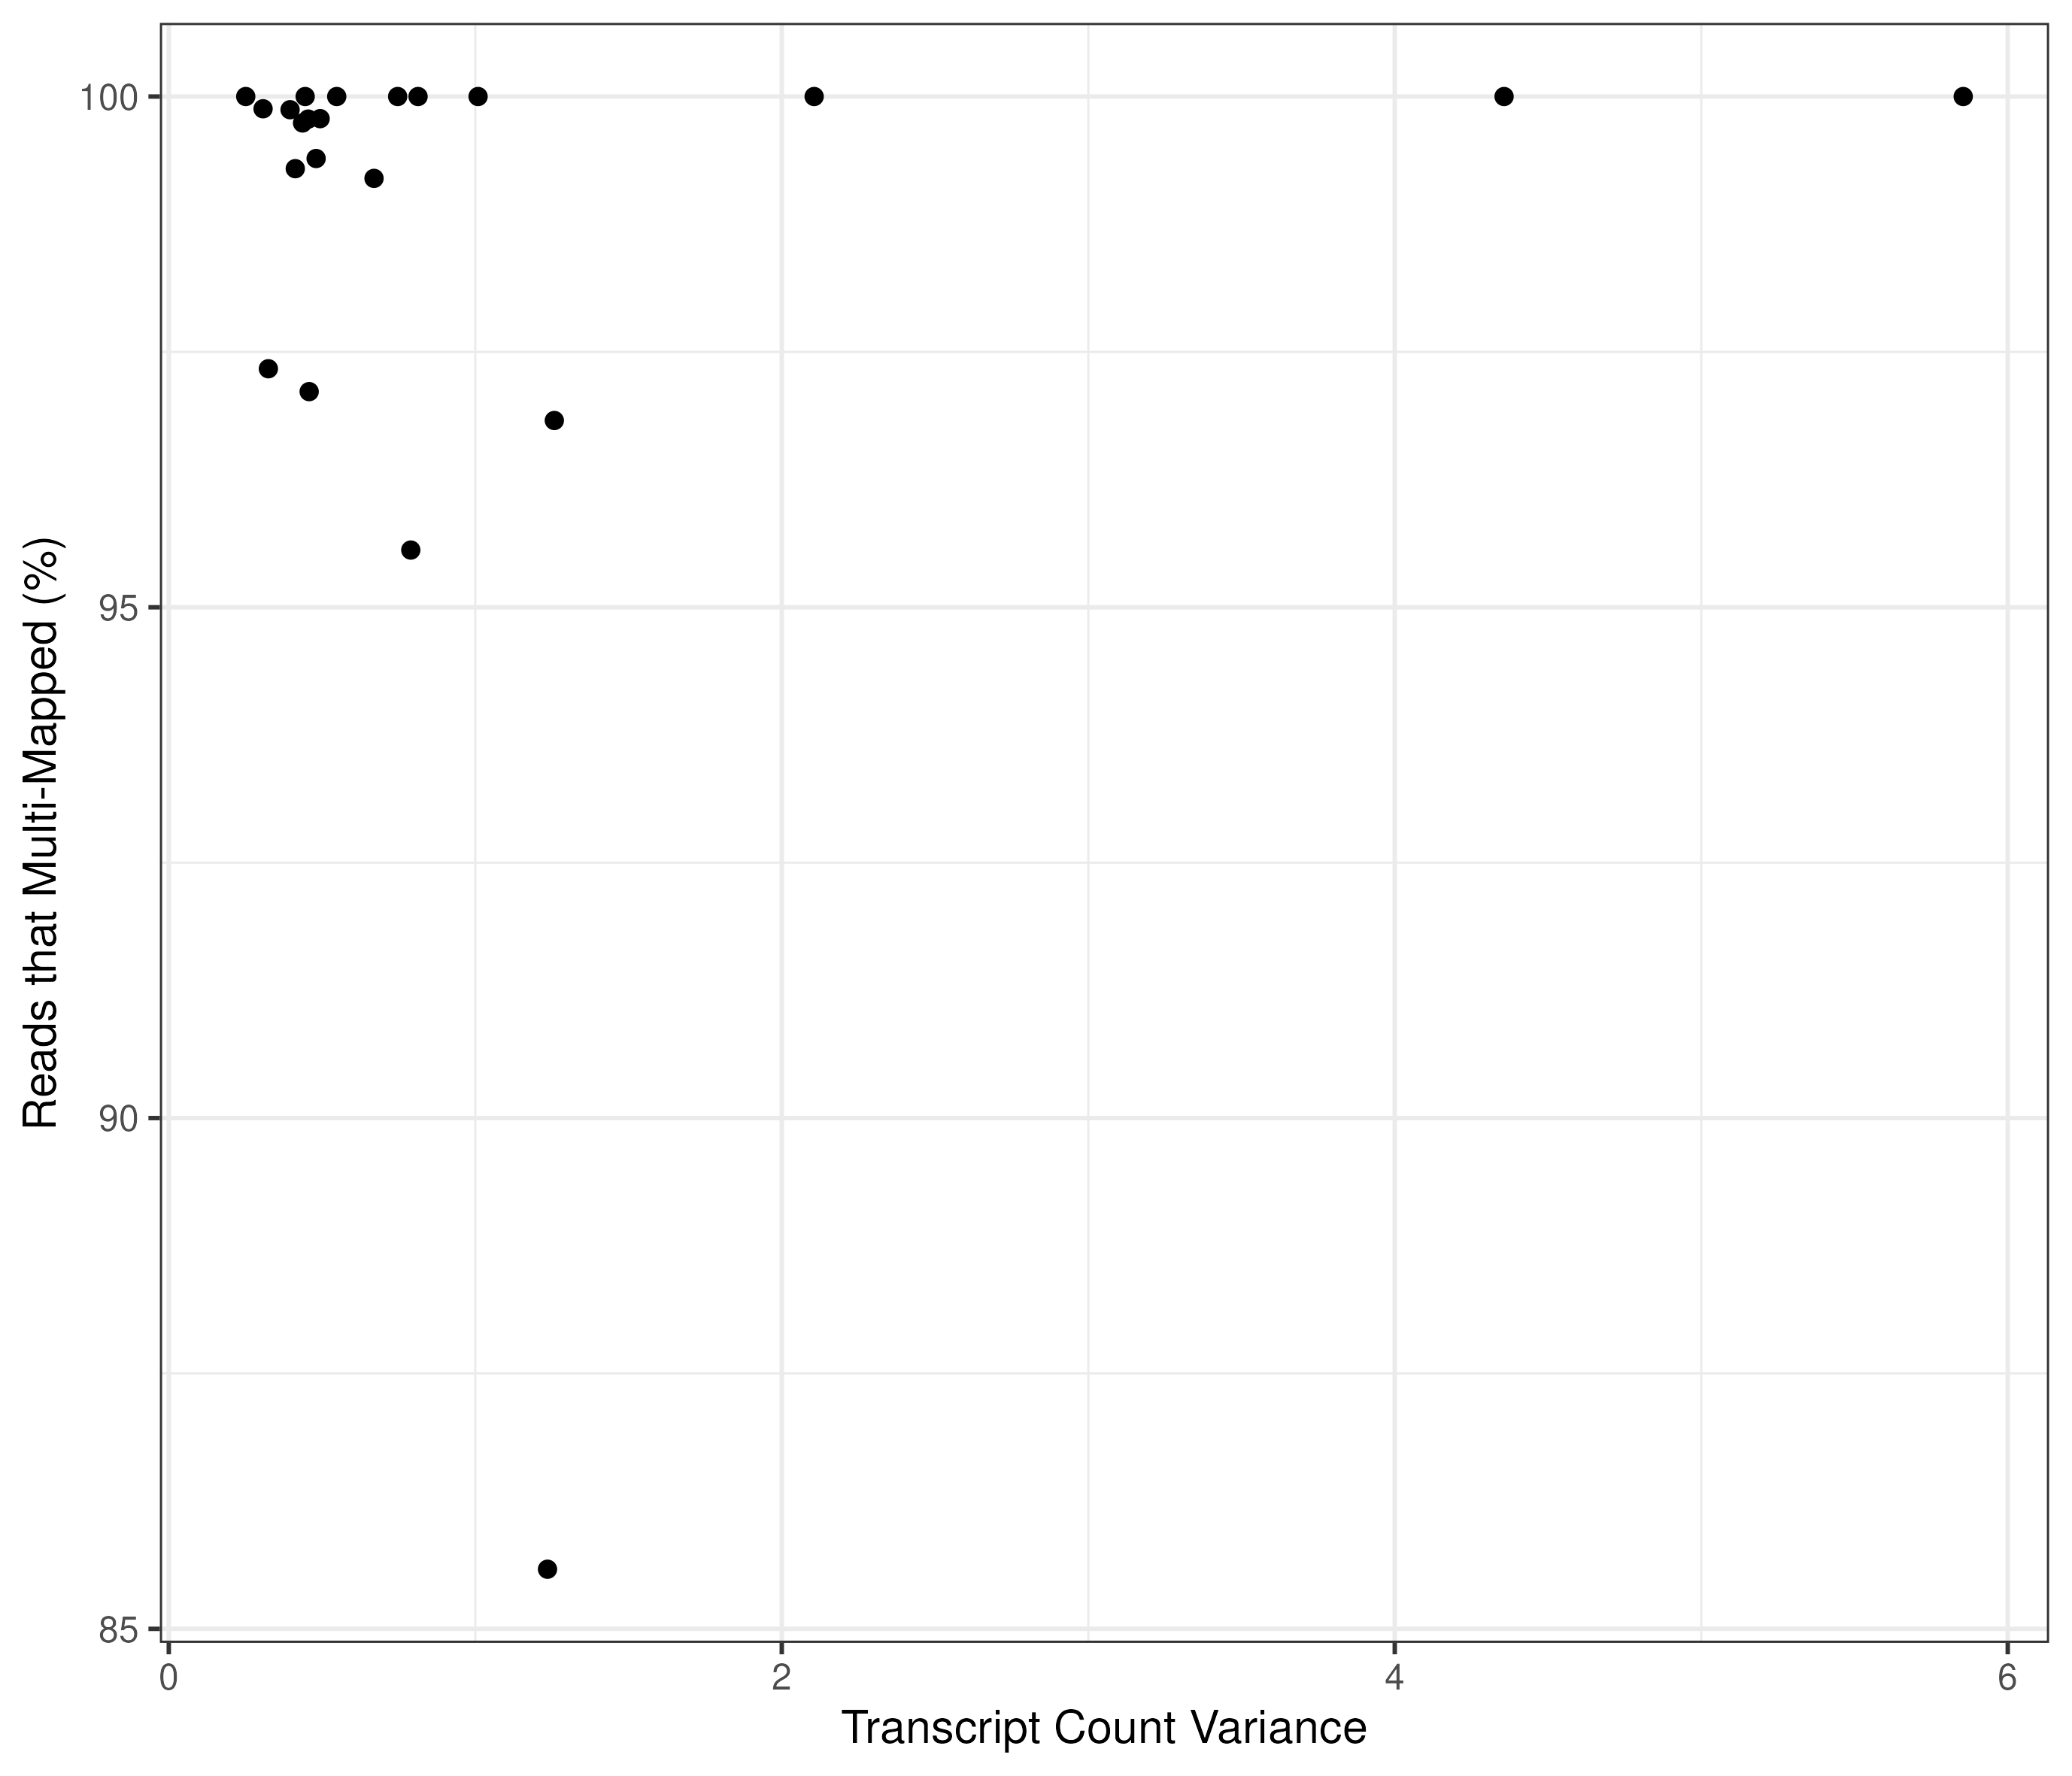 Reads that Multi-Mapped (%)
100
95
90
85
0 2 4 6
Transcript Count Variance